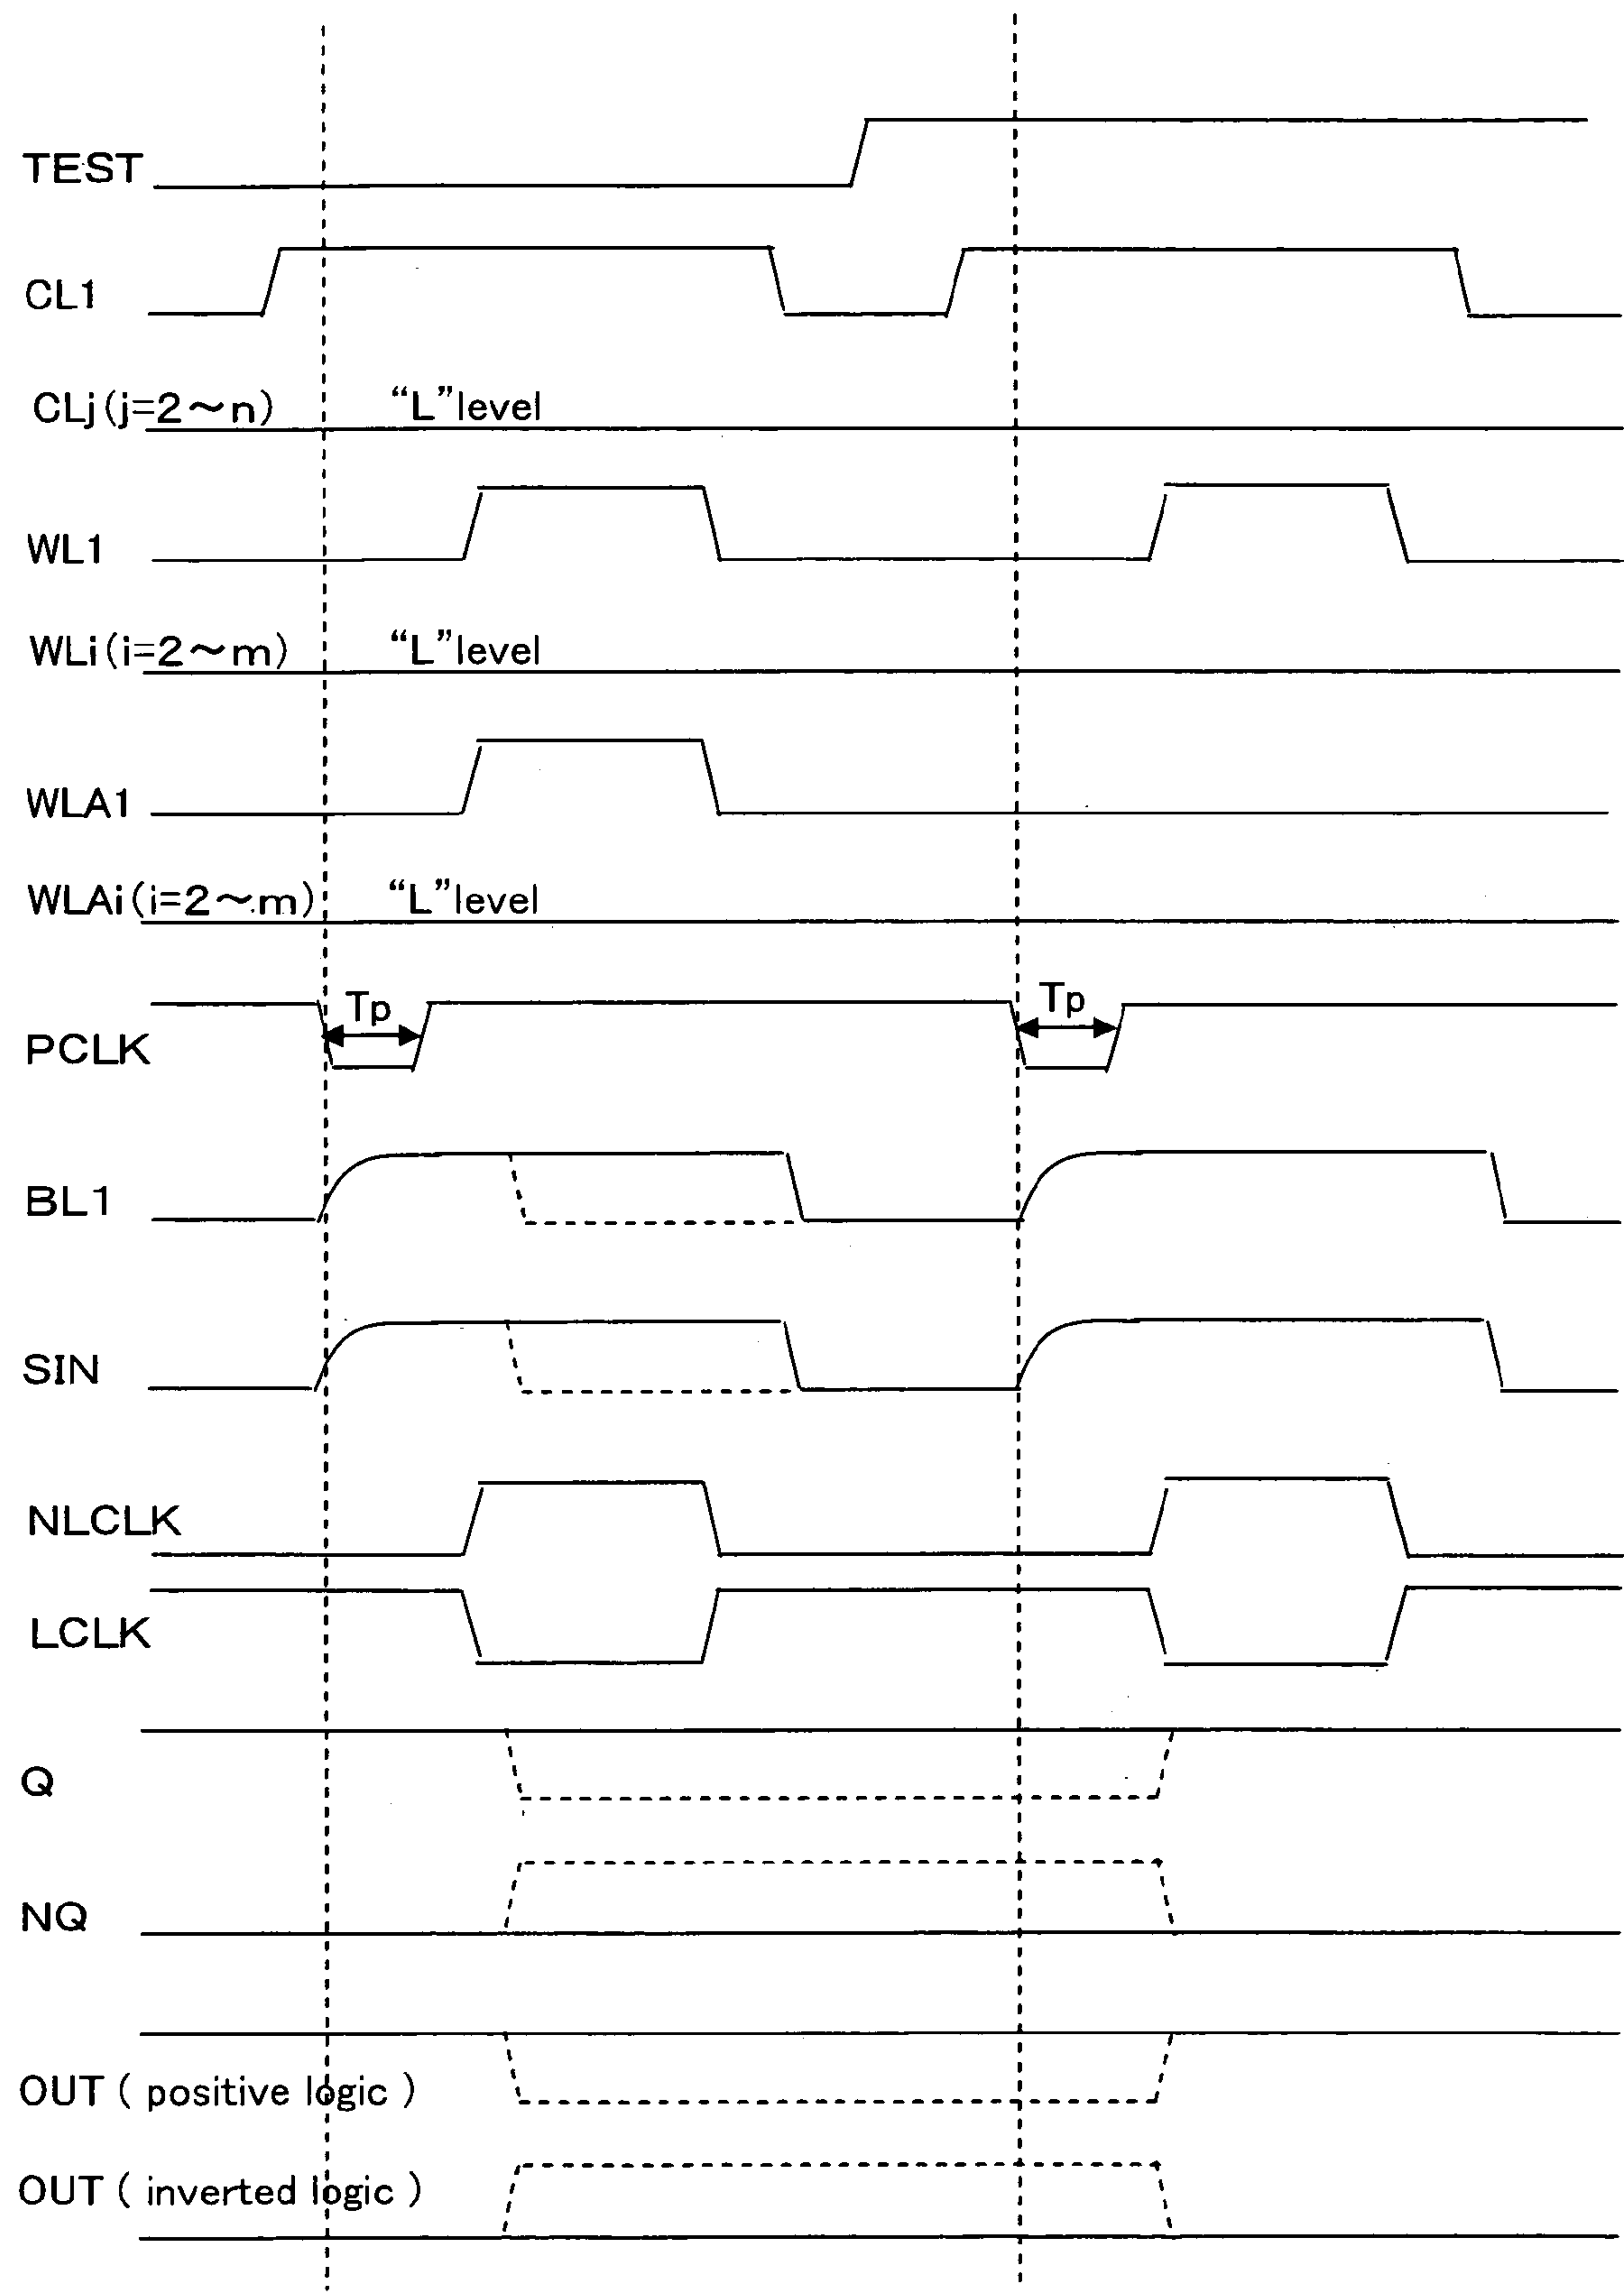 TEST
CL1
CLj(j=2～n) “L”level
WL1
WLi(i=2～m) “L”level
WLA1
WLAi(i=2～m) “L”level
Tp Tp
PCLK
BL1
SIN
NLCLK
LCLK
Q
NQ
OUT ( positive logic )
OUT ( inverted logic )